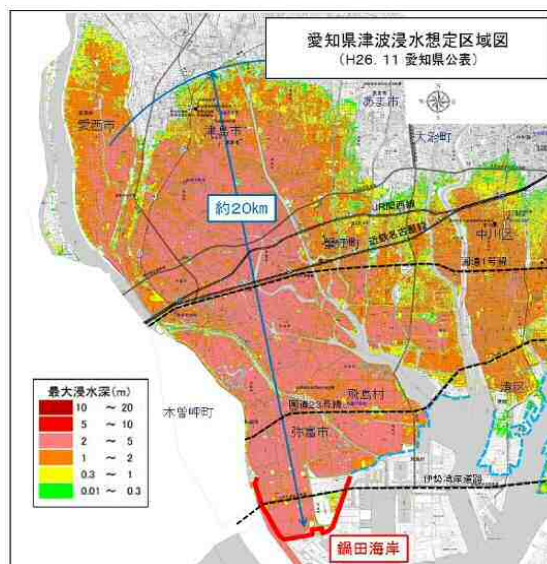 愛知県津波浸水想定区域図
(H26.11 愛知県公表)
あま市
愛西市
津島市
大治町
約20km
JR関西線
蟹江町
中川区
近鉄名古屋線
国道1号線
最大浸水深(m)
10 ～ 20
5 ～ 10
2 ～ 5
1 ～ 2
0.3 ～ 1
0.01 ～ 0.3
木曽岬町
飛島村
港区
国道23号線
弥富市
伊勢湾岸道路
鍋田海岸